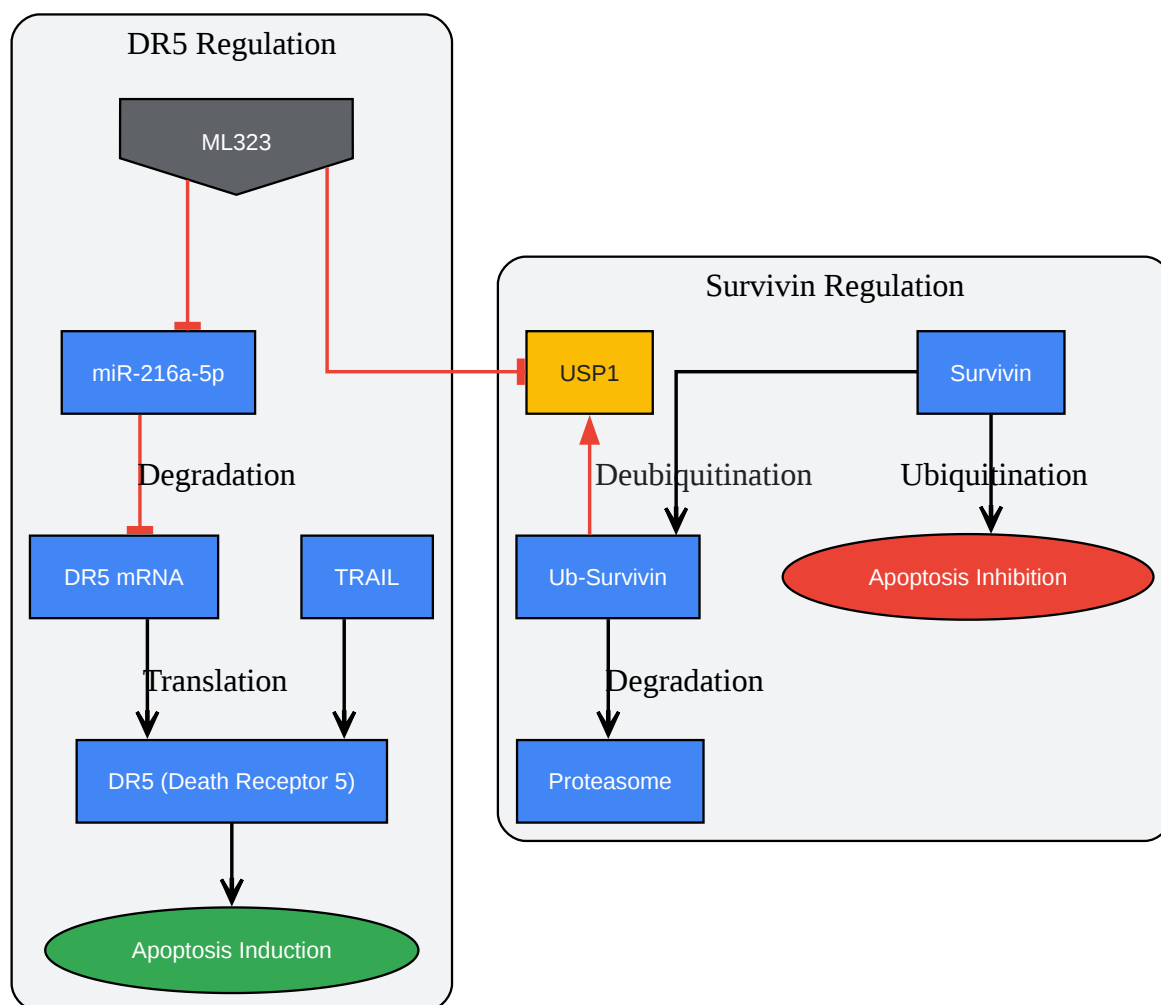 DR5 Regulation
ML323
miR-216a-5p
Degradation
DR5 mRNA
TRAIL
Translation
DR5 (Death Receptor 5)
Apoptosis Induction
Survivin Regulation
USP1
Survivin
Deubiquitination
Ubiquitination
Ub-Survivin
Apoptosis Inhibition
Degradation
Proteasome